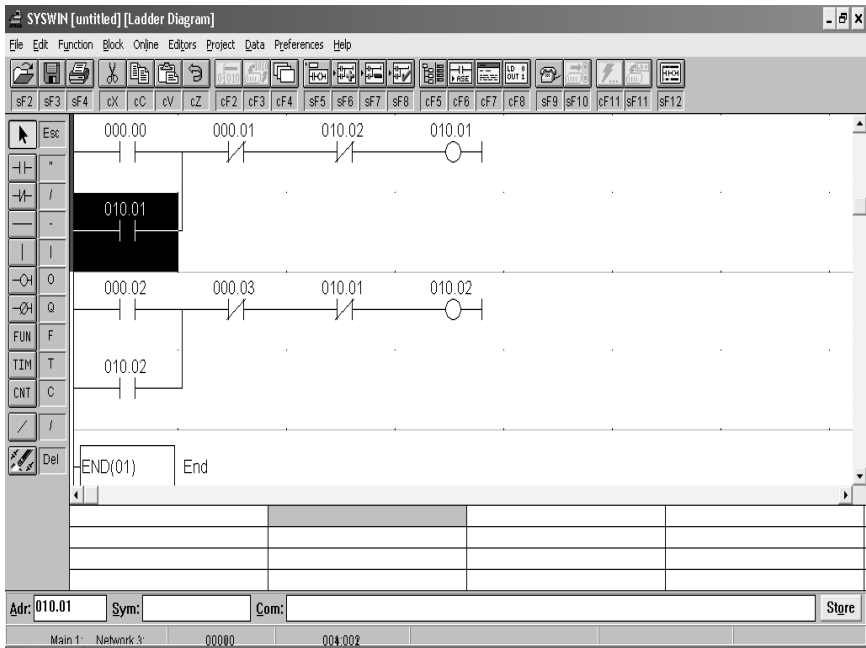 SYSWIN [untitled] [Ladder Diagram]
File Edit Function Block Online Editors Project Data Preferences Help
sF2 sF3 sF4 cX cC cV cZ cF2 cF3 cF4 sF5 sF6 sF7 sF8 cF5 cF6 cF7 cF8 sF9 sF10 cF11 sF11 sF12
Esc
"
/
-
|
O
Q
FUN F
TIM T
CNT C
/
Del
000.00 000.01 010.02 010.01
010.01
000.02 000.03 010.01 010.02
010.02
END(01) End
Adr: 010.01 Sym: Com: Store
Main 1: Network 3: 00000 004:002